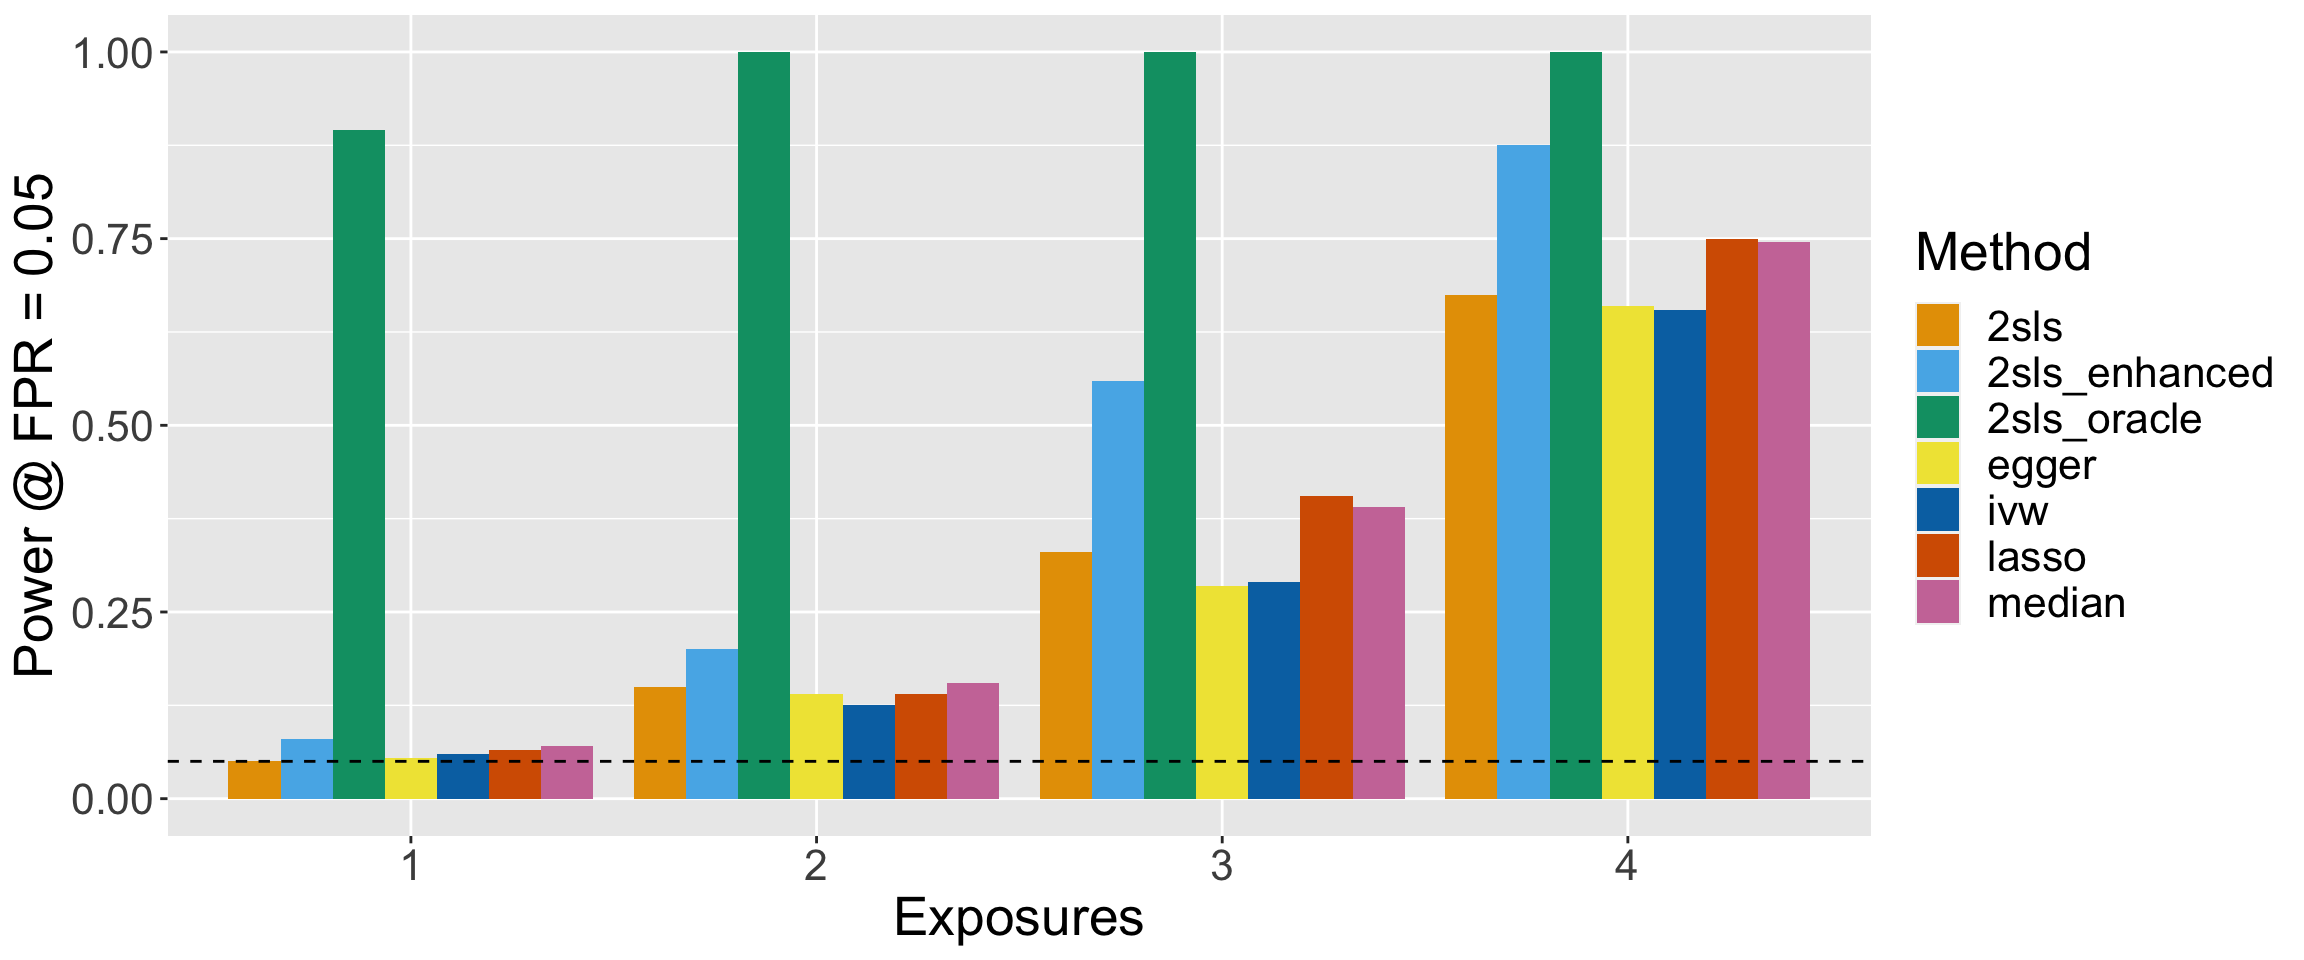 Power @ FPR = 0.05
1.00
0.75
0.50
0.25
0.00
1 2 3 4
Exposures
Method
2sls
2sls_enhanced
2sls_oracle
egger
ivw
lasso
median